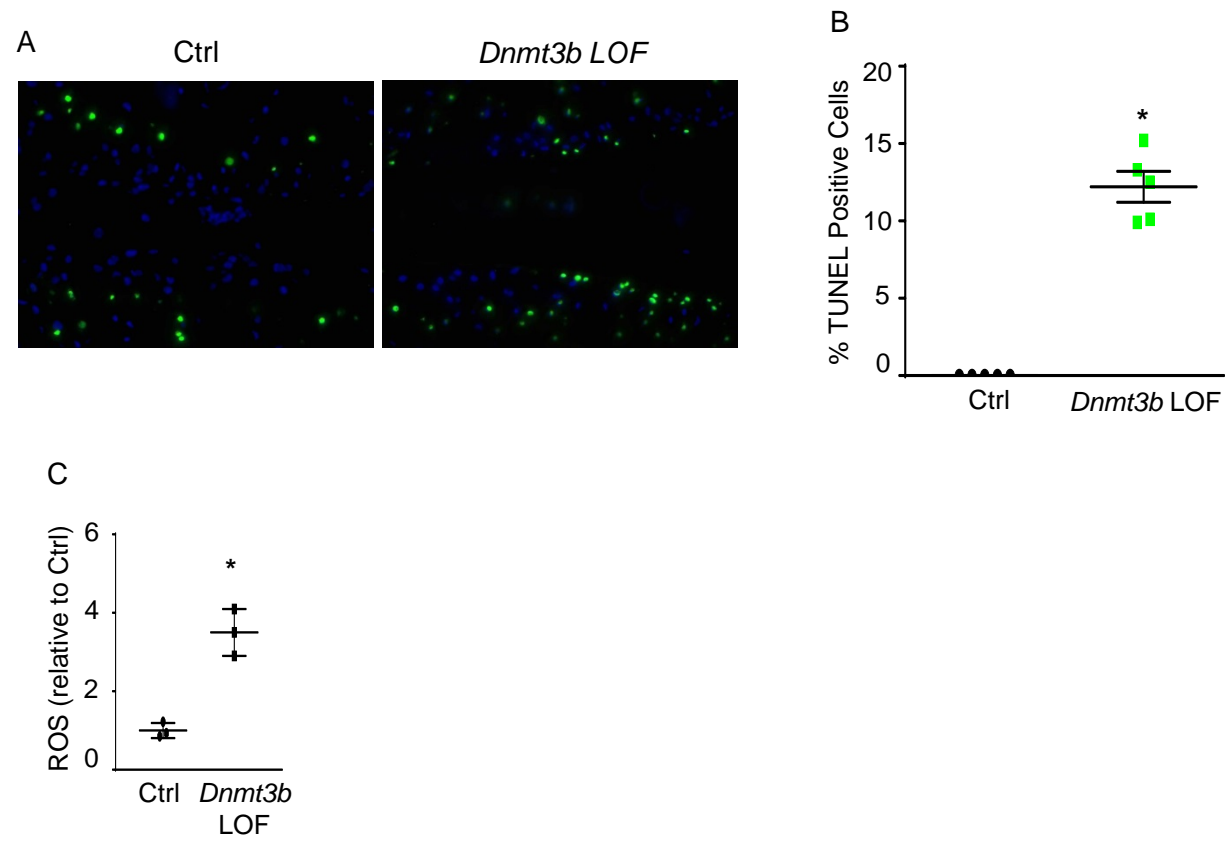 A
Ctrl
Dnmt3b LOF
B
% TUNEL Positive Cells
20
15
10
5
0
*
Ctrl
Dnmt3b LOF
C
ROS (relative to Ctrl)
6
4
2
0
*
Ctrl
Dnmt3b
LOF